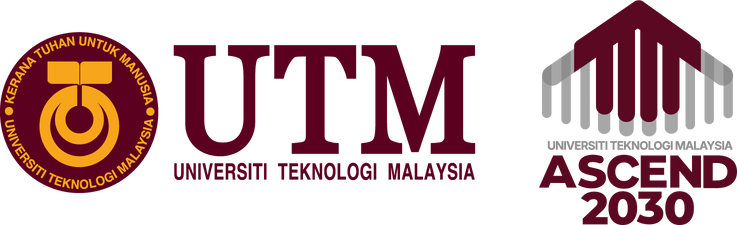 KERANA TUHAN UNTUK MANUSIA
UNIVERSITI TEKNOLOGI MALAYSIA
UTM
UNIVERSITI TEKNOLOGI MALAYSIA
UNIVERSITI TEKNOLOGI MALAYSIA
ASCEND
2030